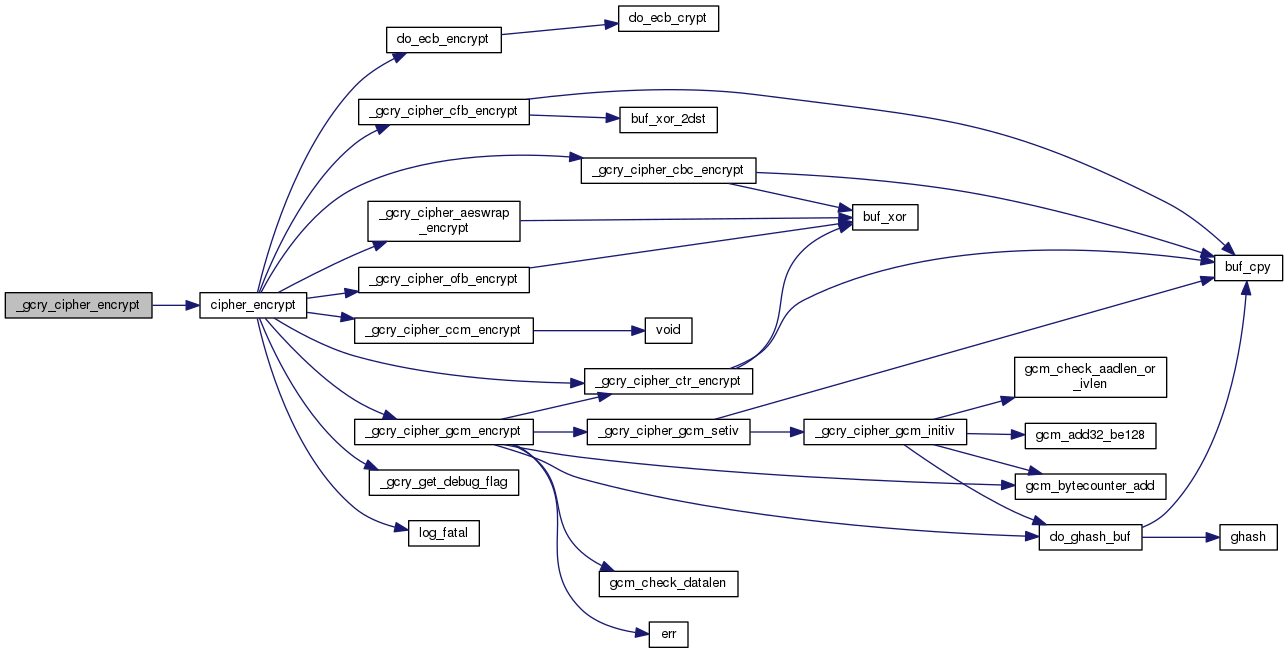 do_ecb_crypt
do_ecb_encrypt
_gcry_cipher_cfb_encrypt
buf_xor_2dst
_gcry_cipher_cbc_encrypt
_gcry_cipher_aeswrap
_encrypt
buf_xor
buf_cpy
_gcry_cipher_ofb_encrypt
_gcry_cipher_encrypt
cipher_encrypt
_gcry_cipher_ccm_encrypt
void
_gcry_cipher_ctr_encrypt
gcm_check_aadlen_or
_ivlen
_gcry_cipher_gcm_encrypt
_gcry_cipher_gcm_setiv
_gcry_cipher_gcm_initiv
gcm_add32_be128
_gcry_get_debug_flag
gcm_bytecounter_add
log_fatal
do_ghash_buf
ghash
gcm_check_datalen
err